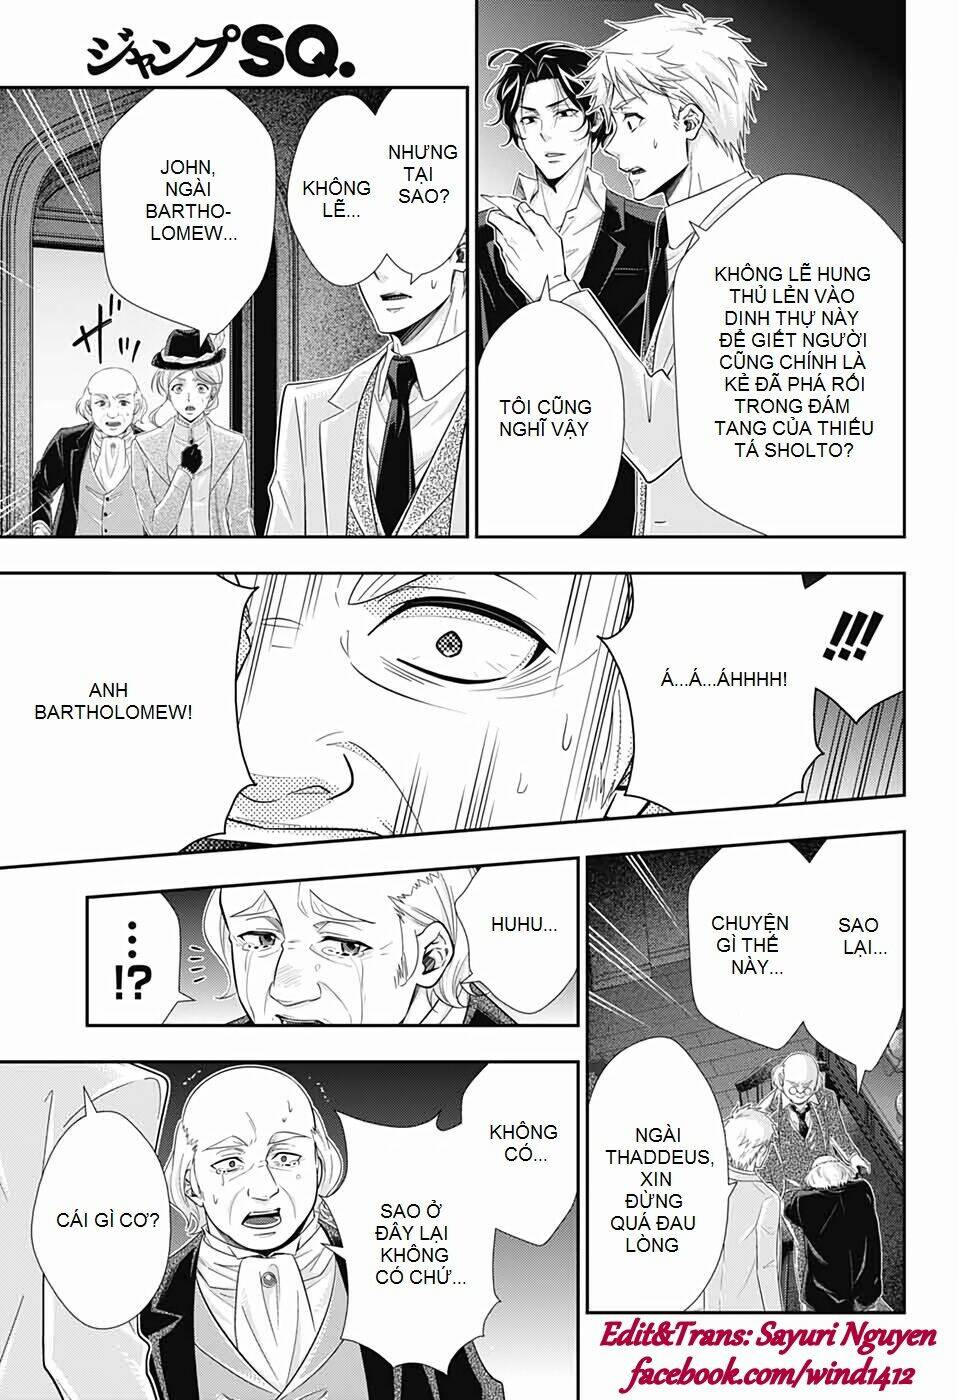 ジャンプSQ.
KHÔNG LẼ HUNG
THỦ LẺN VÀO
DINH THỰ NÀY
ĐỂ GIẾT NGƯỜI
CŨNG CHÍNH LÀ
KẺ ĐÃ PHÁ RỐI
TRONG ĐÁM
TANG CỦA THIẾU
TÁ SHOLTO?
TÔI CŨNG
NGHĨ VẬY
NHƯNG
TẠI
SAO?
KHÔNG
LẼ...
JOHN,
NGÀI
BARTHO-
LOMEW...
ザッ
!!!
Á...Á...ÁHHHH!
ANH
BARTHOLOMEW!
SAO
LẠI...
CHUYỆN
GÌ THẾ
NÀY...
NGÀI
THADDEUS,
XIN
ĐỪNG
QUÁ ĐAU
LÒNG
HUHU...
...!?
KHÔNG
CÓ...
SAO Ở
ĐÂY LẠI
KHÔNG
CÓ CHỨ...
CÁI GÌ CƠ?
Edit&Trans: Sayuri Nguyen
facebook.com/wind1412